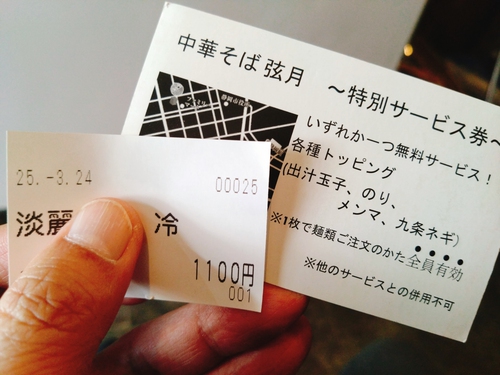 中華そば 弦月
～特別サービス券～
いずれか一つ無料サービス！
各種トッピング
(出汁玉子、のり、
メンマ、九条ネギ)
※1枚で麺類ご注文のかた全員有効
※他のサービスとの併用不可
25.-3.24
00025
淡麗 冷
1100円
001